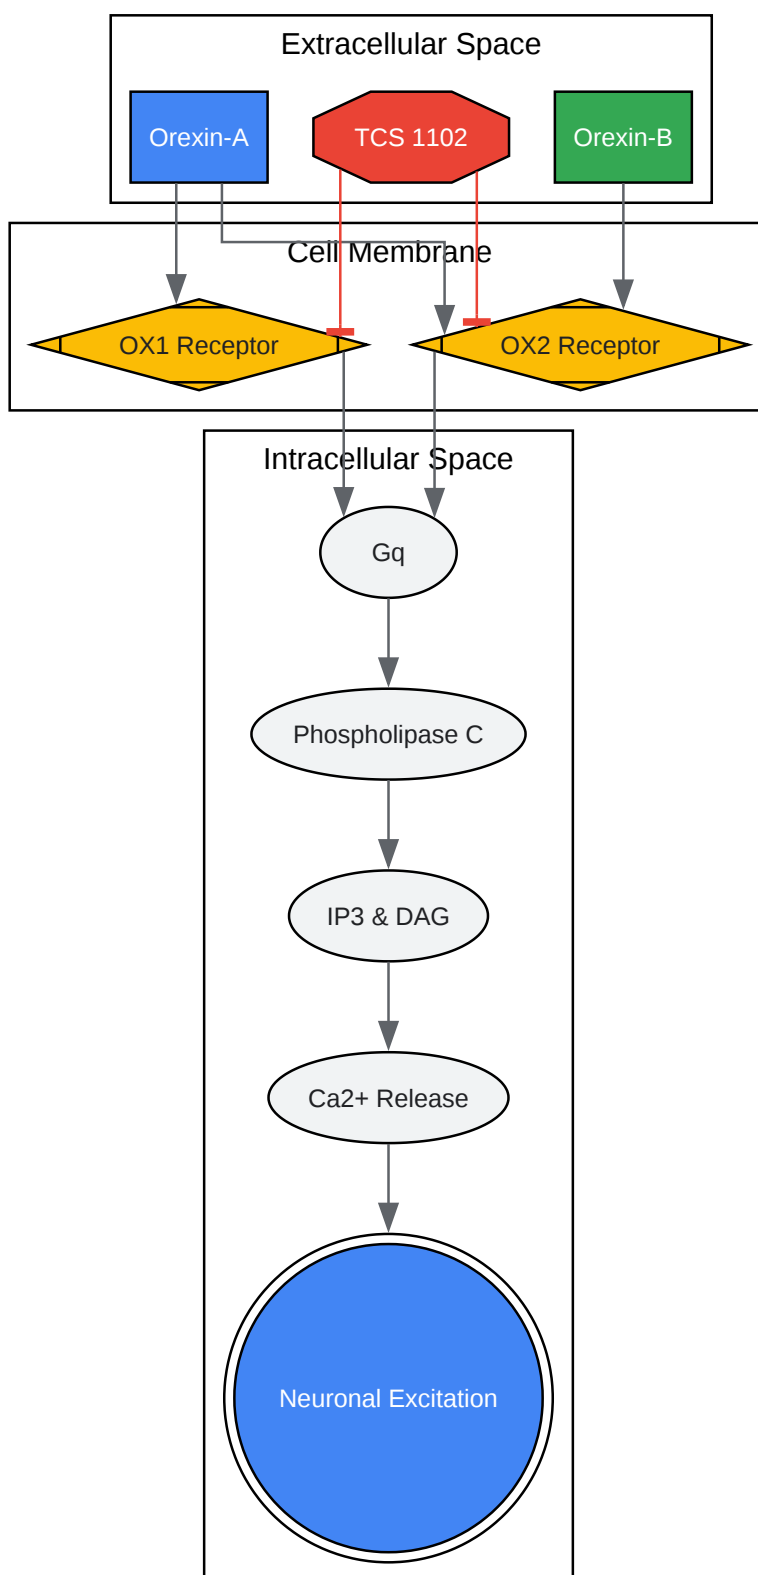 Extracellular Space
Orexin-A
TCS 1102
Orexin-B
Cell Membrane
OX1 Receptor
OX2 Receptor
Intracellular Space
Gq
Phospholipase C
IP3 & DAG
Ca2+ Release
Neuronal Excitation